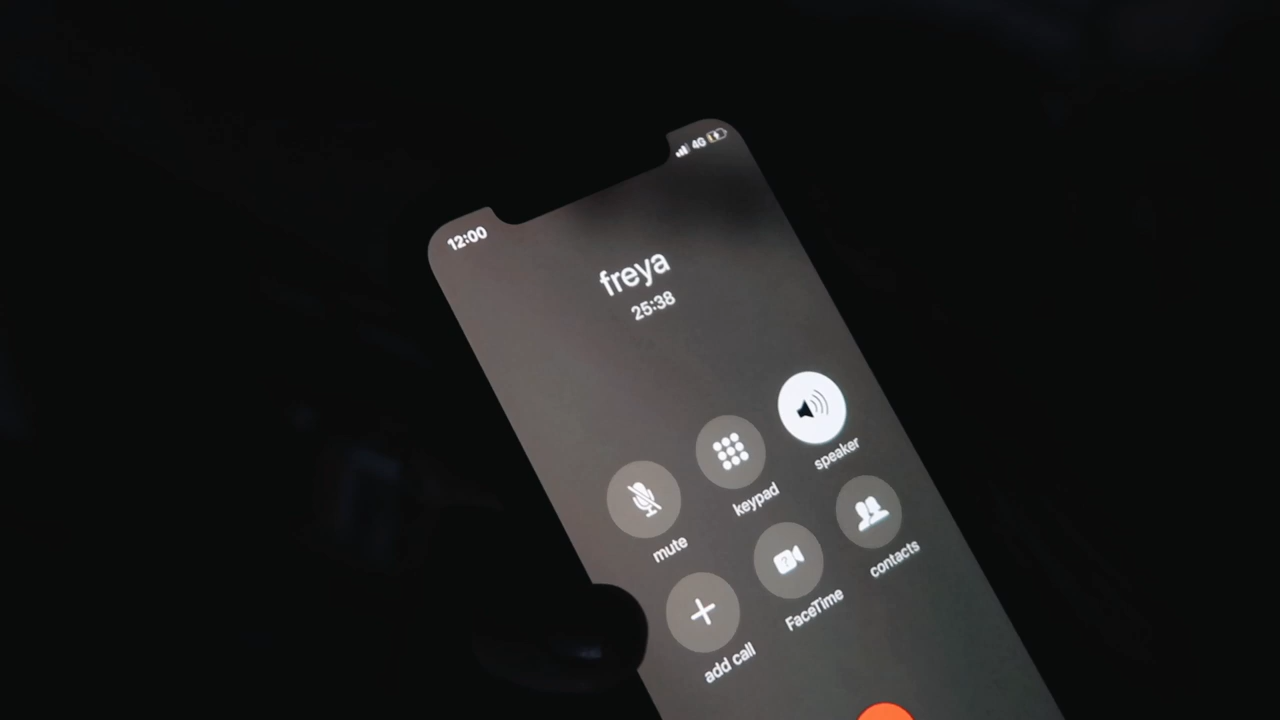 12:00
4G
freya
25:38
mute
keypad
speaker
add call
FaceTime
contacts